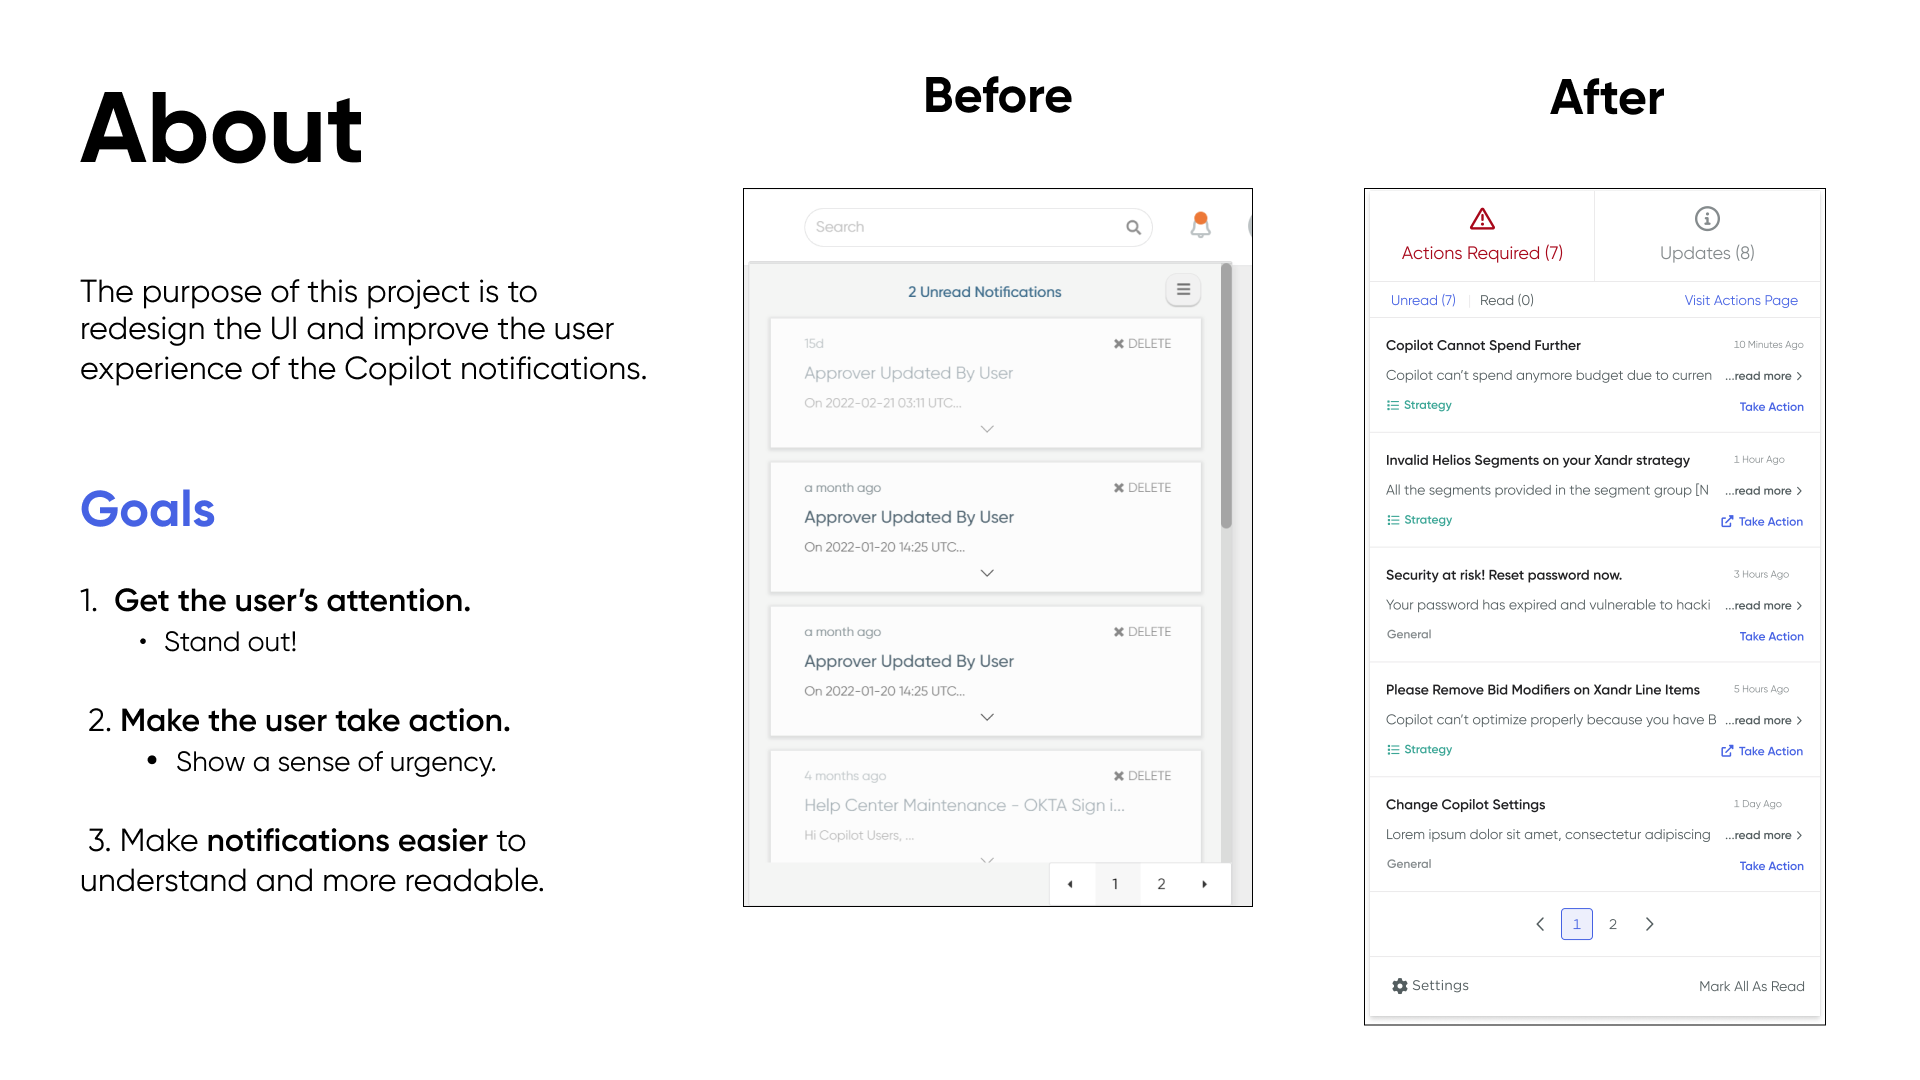 About
The purpose of this project is to
redesign the UI and improve the user
experience of the Copilot notifications.
Goals
1. Get the user’s attention.
• Stand out!
2. Make the user take action.
• Show a sense of urgency.
3. Make notifications easier to
understand and more readable.
Before
Search
2 Unread Notifications
15d
DELETE
Approver Updated By User
On 2022-02-21 03:11 UTC...
a month ago
DELETE
Approver Updated By User
On 2022-01-20 14:25 UTC...
a month ago
DELETE
Approver Updated By User
On 2022-01-20 14:25 UTC...
4 months ago
DELETE
Help Center Maintenance - OKTA Sign i...
Hi Copilot Users, ...
1 2
After
Actions Required (7)
Updates (8)
Unread (7) | Read (0)
Visit Actions Page
Copilot Cannot Spend Further
10 Minutes Ago
Copilot can’t spend anymore budget due to curren ...read more
Strategy
Take Action
Invalid Helios Segments on your Xandr strategy
1 Hour Ago
All the segments provided in the segment group [N ...read more
Strategy
Take Action
Security at risk! Reset password now.
3 Hours Ago
Your password has expired and vulnerable to hacki ...read more
General
Take Action
Please Remove Bid Modifiers on Xandr Line Items
5 Hours Ago
Copilot can’t optimize properly because you have B ...read more
Strategy
Take Action
Change Copilot Settings
1 Day Ago
Lorem ipsum dolor sit amet, consectetur adipiscing ...read more
General
Take Action
1 2
Settings
Mark All As Read